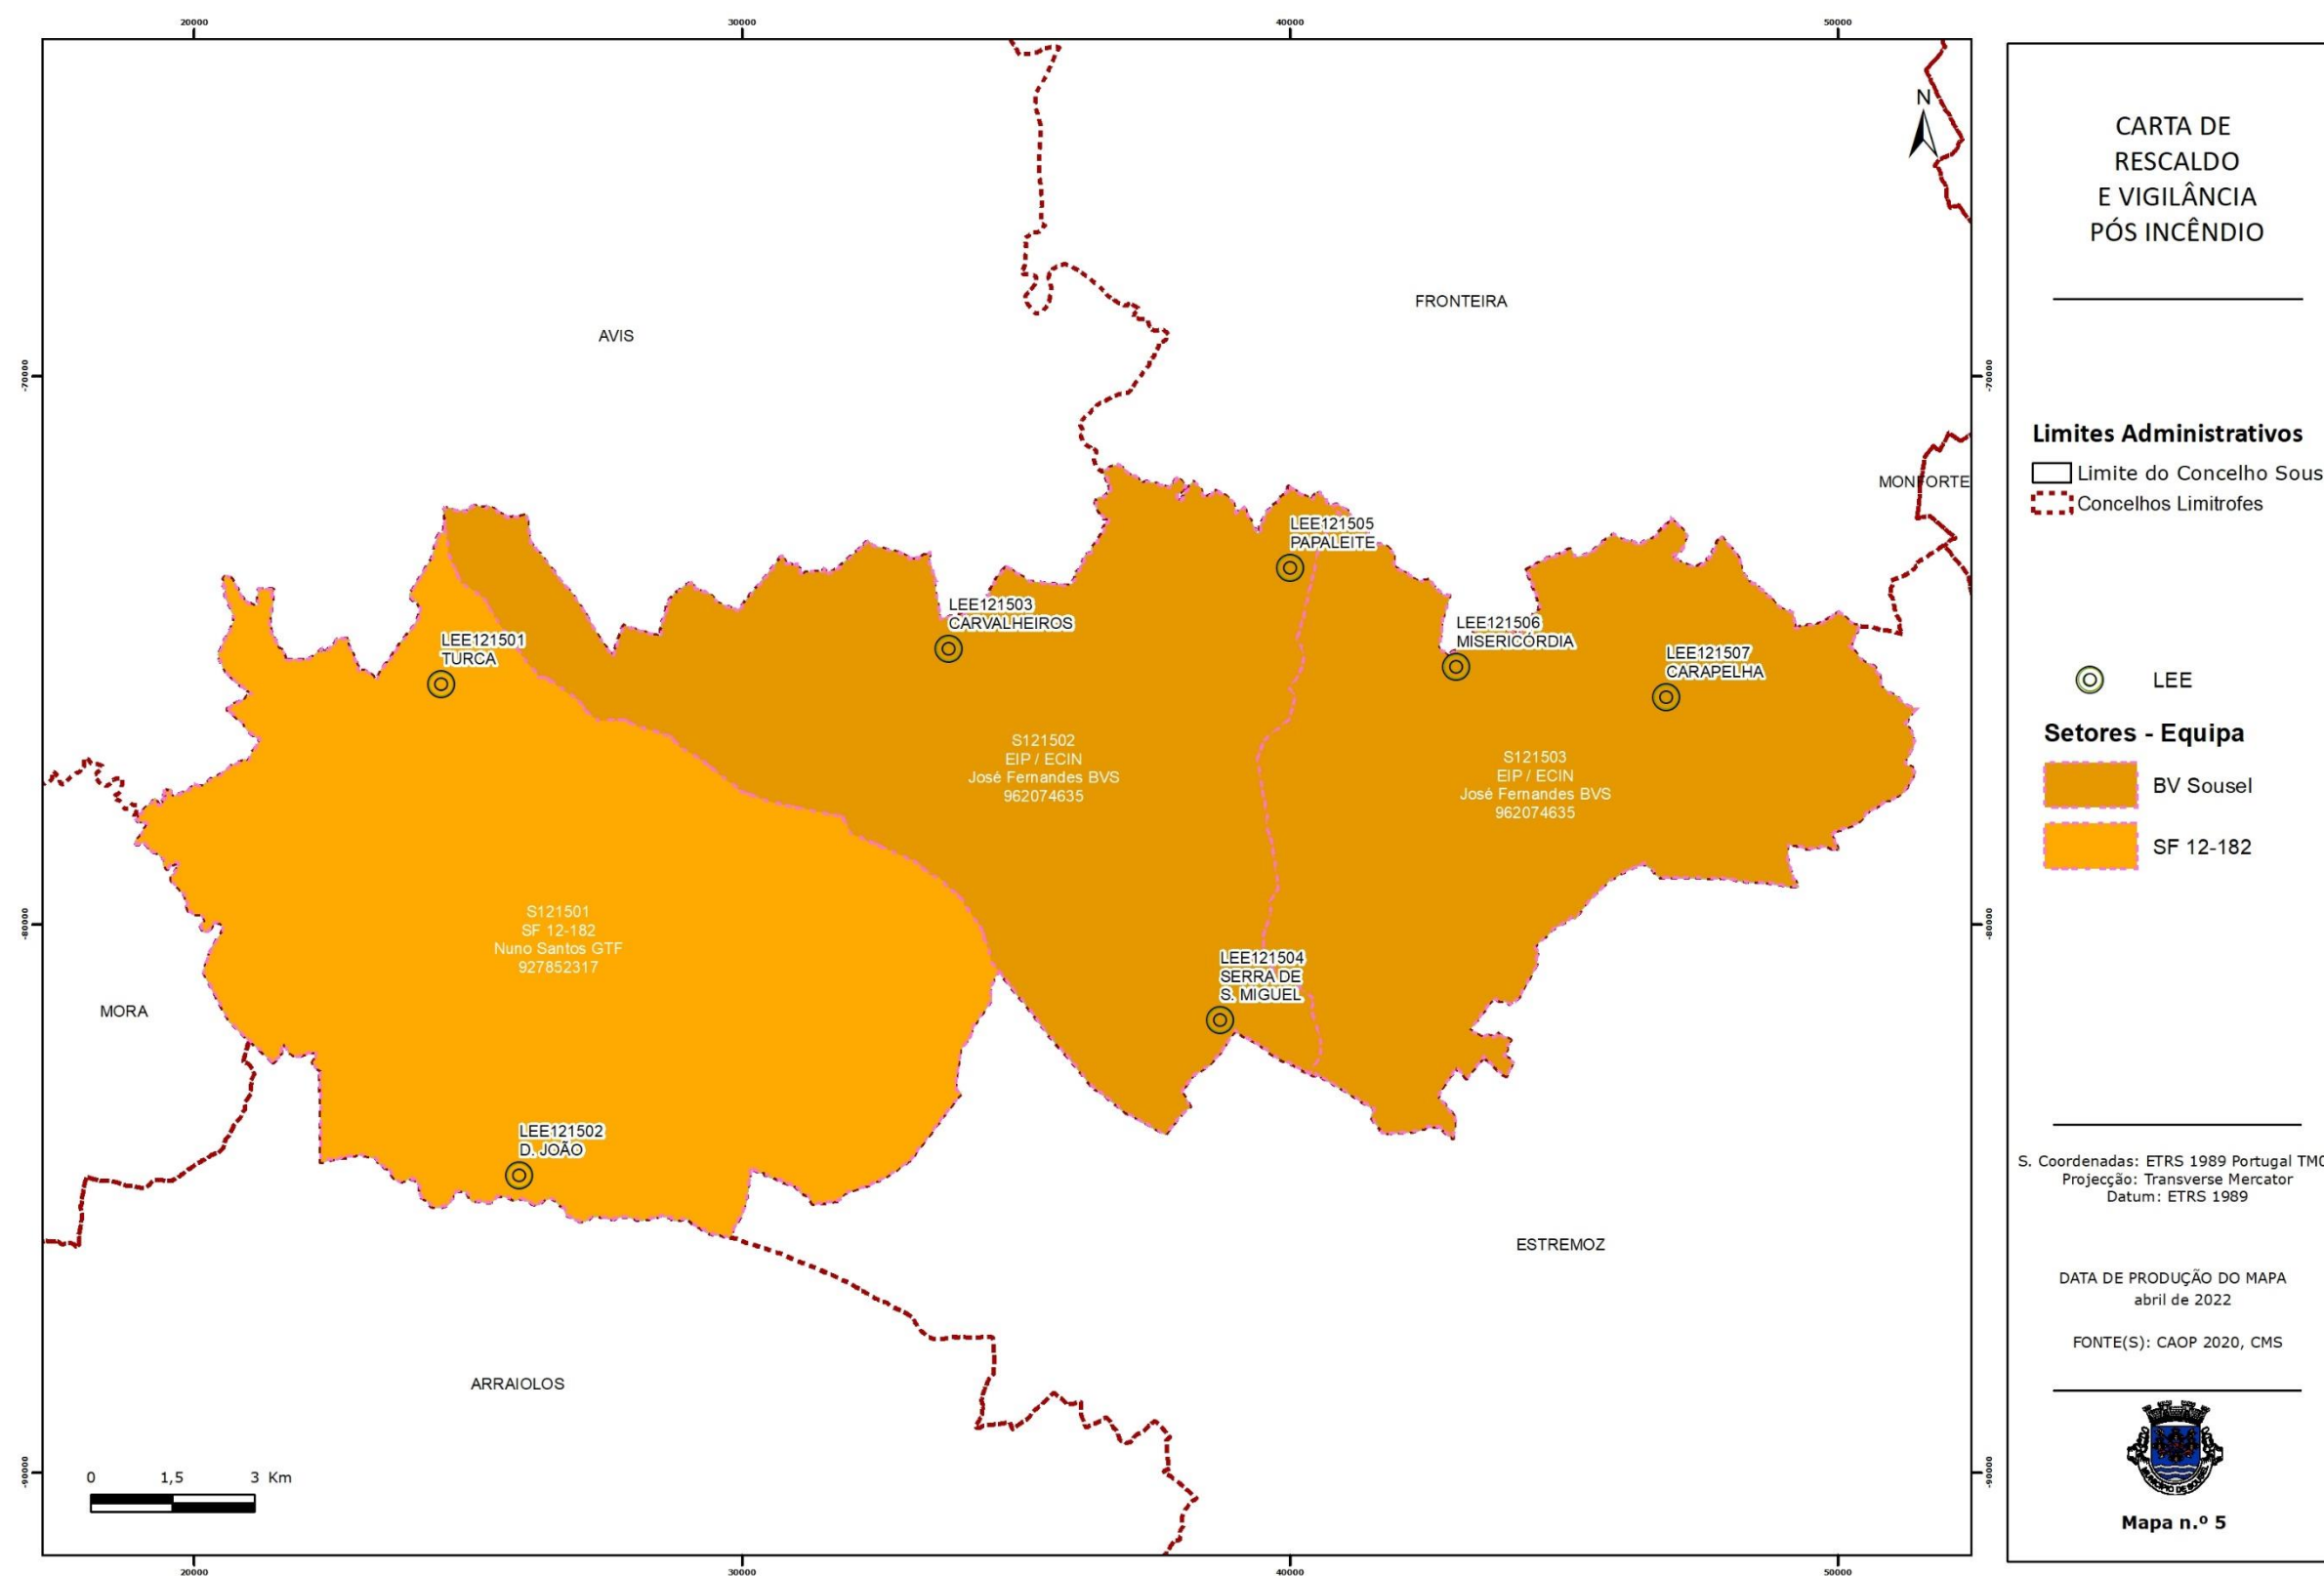 20000
30000
40000
50000
N
AVIS
FRONTEIRA
-70000
-70000
MONFORTE
LEE121505
PAPALEITE
LEE121503
CARVALHEIROS
LEE121506
MISERICÓRDIA
LEE121501
TURCA
LEE121507
CARAPELHA
S121502
EIP / ECIN
José Fernandes BVS
962074635
S121503
EIP / ECIN
José Fernandes BVS
962074635
S121501
SF 12-182
Nuno Santos GTF
927852317
-80000
-80000
LEE121504
SERRA DE
S. MIGUEL
MORA
LEE121502
D. JOÃO
ESTREMOZ
ARRAIOLOS
-90000
-90000
0 1,5 3 Km
20000
30000
40000
50000
CARTA DE
RESCALDO
E VIGILÂNCIA
PÓS INCÊNDIO
Limites Administrativos
Limite do Concelho Sous
Concelhos Limitrofes
LEE
Setores - Equipa
BV Sousel
SF 12-182
S. Coordenadas: ETRS 1989 Portugal TM0
Projecção: Transverse Mercator
Datum: ETRS 1989
DATA DE PRODUÇÃO DO MAPA
abril de 2022
FONTE(S): CAOP 2020, CMS
MUNICÍPIO DE SOUSEL
Mapa n.º 5